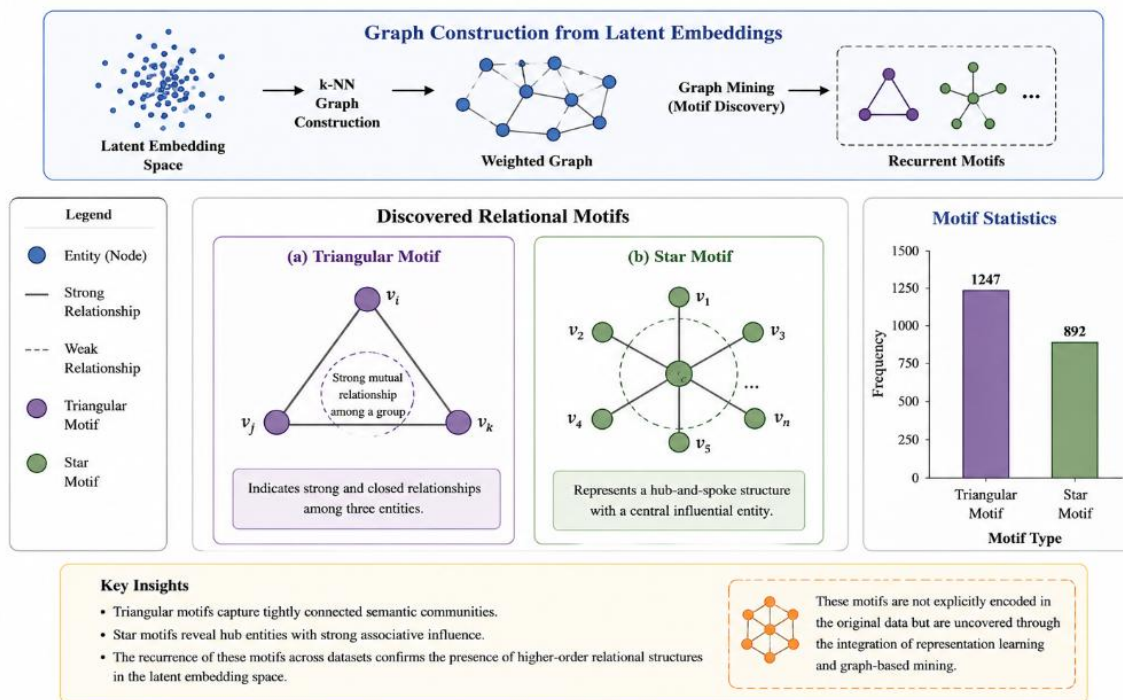 Graph Construction from Latent Embeddings
Latent Embedding
Space
k-NN
Graph
Construction
Weighted Graph
Graph Mining
(Motif Discovery)
...
Recurrent Motifs
Legend
Entity (Node)
Strong
Relationship
Weak
Relationship
Triangular
Motif
Star
Motif
Discovered Relational Motifs
(a) Triangular Motif
v_i
v_j
v_k
Strong mutual
relationship
among a group
Indicates strong and closed relationships
among three entities.
(b) Star Motif
v_1
v_2
v_3
...
v_4
v_n
v_5
Represents a hub-and-spoke structure
with a central influential entity.
Motif Statistics
Frequency
1500
1250
1000
750
500
250
0
1247
892
Triangular
Motif
Star
Motif
Motif Type
Key Insights
• Triangular motifs capture tightly connected semantic communities.
• Star motifs reveal hub entities with strong associative influence.
• The recurrence of these motifs across datasets confirms the presence of higher-order relational structures
in the latent embedding space.
These motifs are not explicitly encoded in
the original data but are uncovered through
the integration of representation learning
and graph-based mining.